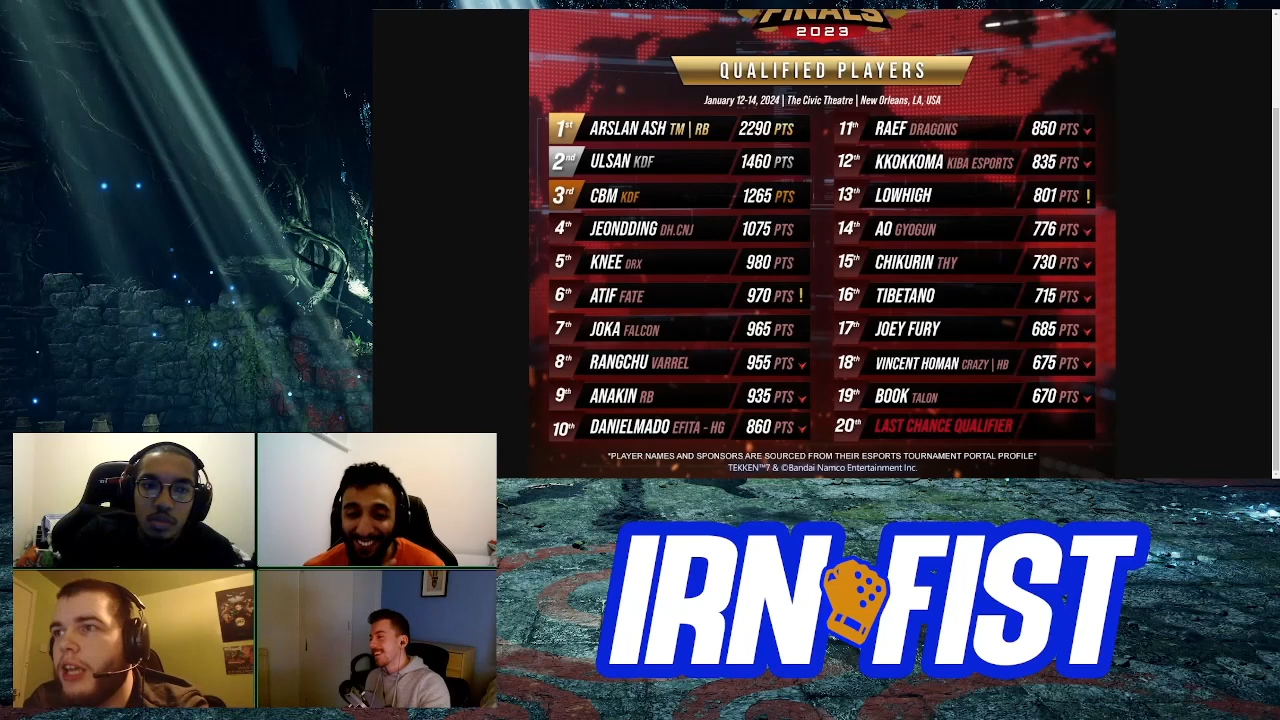 FINALS
2023
QUALIFIED PLAYERS
January 12-14, 2024 | The Civic Theatre | New Orleans, LA, USA
1st ARSLAN ASH TM | RB 2290 PTS
2nd ULSAN KDF 1460 PTS
3rd CBM KDF 1265 PTS
4th JEONDDING DH.CNJ 1075 PTS
5th KNEE DRX 980 PTS
6th ATIF FATE 970 PTS !
7th JOKA FALCON 965 PTS
8th RANGCHU VARREL 955 PTS
9th ANAKIN RB 935 PTS
10th DANIELMADO EFITA - HG 860 PTS
11th RAEF DRAGONS 850 PTS
12th KKOKKOMA KIBA ESPORTS 835 PTS
13th LOWHIGH 801 PTS !
14th AO GYOGUN 776 PTS
15th CHIKURIN THY 730 PTS
16th TIBETANO 715 PTS
17th JOEY FURY 685 PTS
18th VINCENT HOMAN CRAZY | HB 675 PTS
19th BOOK TALON 670 PTS
20th LAST CHANCE QUALIFIER
*PLAYER NAMES AND SPONSORS ARE SOURCED FROM THEIR ESPORTS TOURNAMENT PORTAL PROFILE*
TEKKEN™7 & ©Bandai Namco Entertainment Inc.
IRN FIST